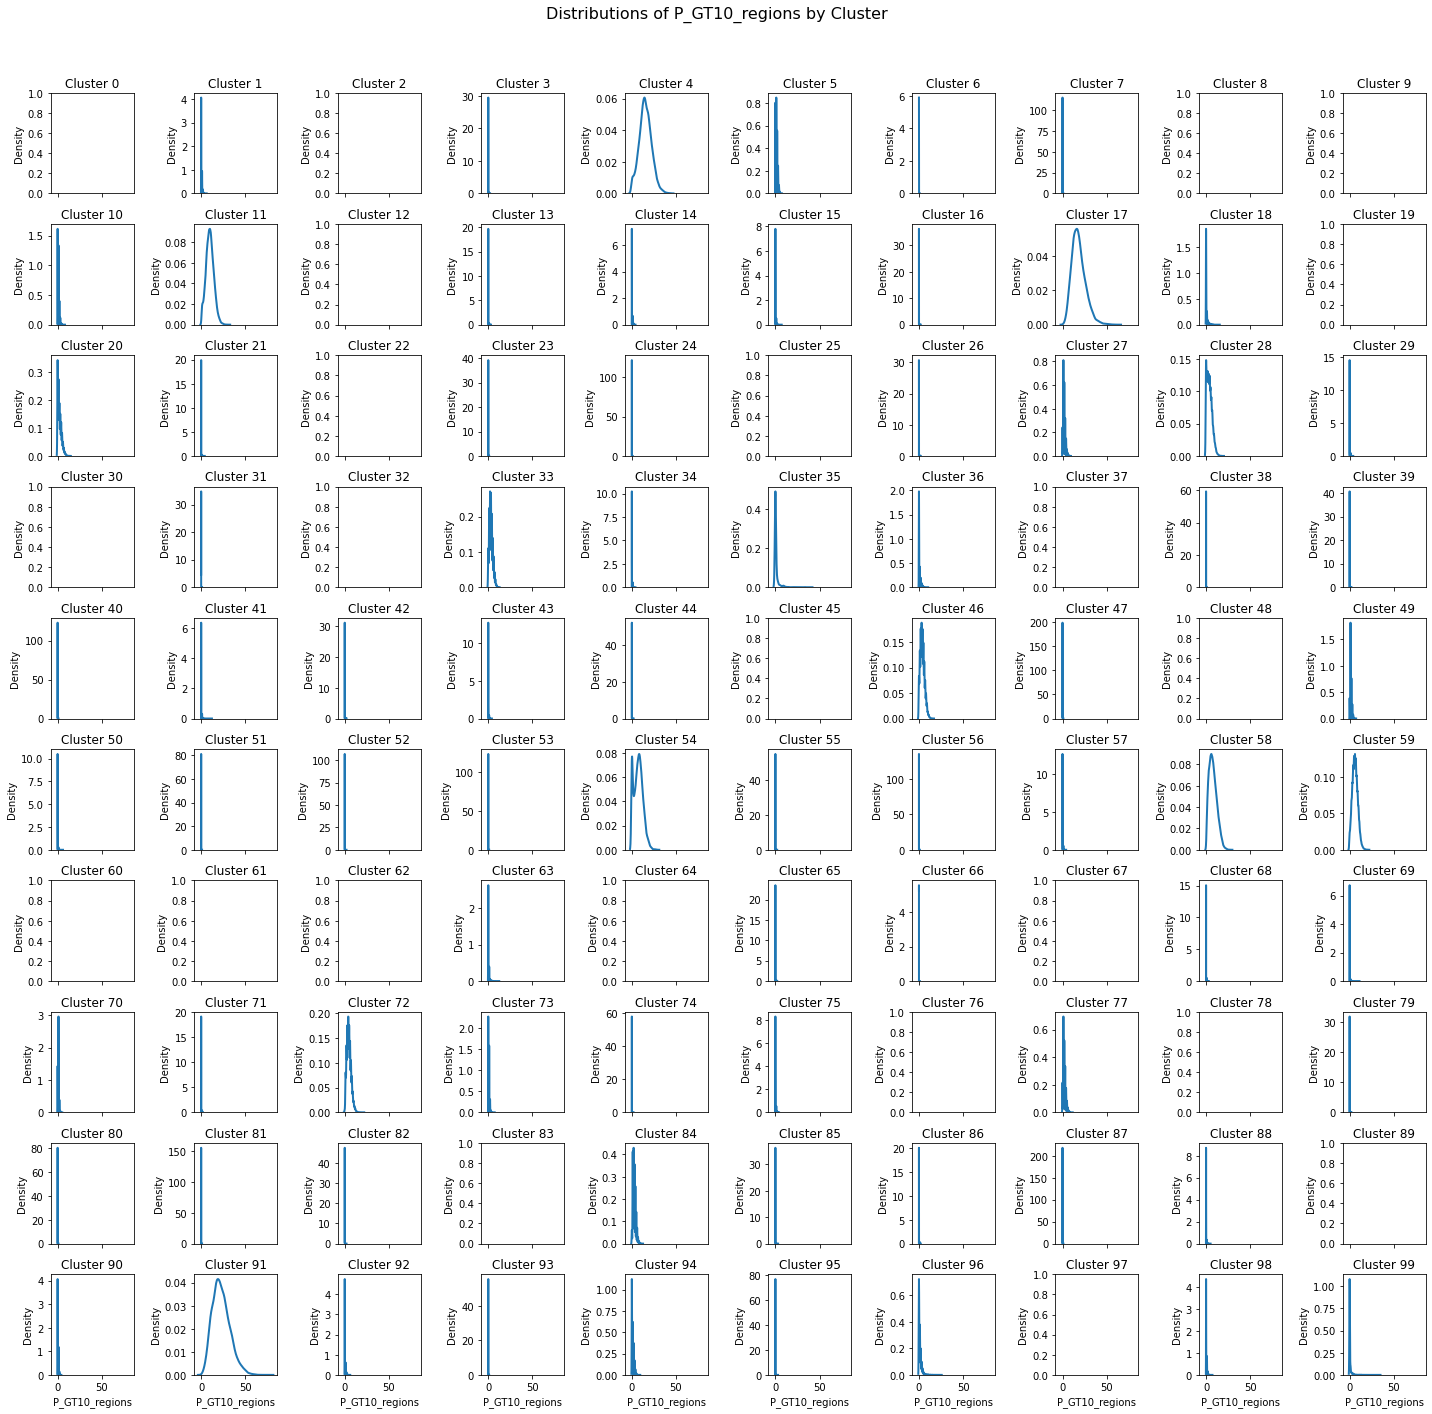 Distributions of P_GT10_regions by Cluster
Cluster 0 Cluster 1 Cluster 2 Cluster 3 Cluster 4 Cluster 5 Cluster 6 Cluster 7 Cluster 8 Cluster 9
Density 1.0 0.8 0.6 0.4 0.2 0.0
Density 4 3 2 1 0
Density 1.0 0.8 0.6 0.4 0.2 0.0
Density 30 20 10 0
Density 0.06 0.04 0.02 0.00
Density 0.8 0.6 0.4 0.2 0.0
Density 6 4 2 0
Density 100 75 50 25 0
Density 1.0 0.8 0.6 0.4 0.2 0.0
Density 1.0 0.8 0.6 0.4 0.2 0.0
Cluster 10 Cluster 11 Cluster 12 Cluster 13 Cluster 14 Cluster 15 Cluster 16 Cluster 17 Cluster 18 Cluster 19
Density 1.5 1.0 0.5 0.0
Density 0.08 0.06 0.04 0.02 0.00
Density 1.0 0.8 0.6 0.4 0.2 0.0
Density 20 15 10 5 0
Density 6 4 2 0
Density 8 6 4 2 0
Density 30 20 10 0
Density 0.04 0.02 0.00
Density 1.5 1.0 0.5 0.0
Density 1.0 0.8 0.6 0.4 0.2 0.0
Cluster 20 Cluster 21 Cluster 22 Cluster 23 Cluster 24 Cluster 25 Cluster 26 Cluster 27 Cluster 28 Cluster 29
Density 0.3 0.2 0.1 0.0
Density 20 15 10 5 0
Density 1.0 0.8 0.6 0.4 0.2 0.0
Density 40 30 20 10 0
Density 100 50 0
Density 1.0 0.8 0.6 0.4 0.2 0.0
Density 30 20 10 0
Density 0.8 0.6 0.4 0.2 0.0
Density 0.15 0.10 0.05 0.00
Density 15 10 5 0
Cluster 30 Cluster 31 Cluster 32 Cluster 33 Cluster 34 Cluster 35 Cluster 36 Cluster 37 Cluster 38 Cluster 39
Density 1.0 0.8 0.6 0.4 0.2 0.0
Density 30 20 10 0
Density 1.0 0.8 0.6 0.4 0.2 0.0
Density 0.2 0.1 0.0
Density 10.0 7.5 5.0 2.5 0.0
Density 0.4 0.2 0.0
Density 2.0 1.5 1.0 0.5 0.0
Density 1.0 0.8 0.6 0.4 0.2 0.0
Density 60 40 20 0
Density 40 30 20 10 0
Cluster 40 Cluster 41 Cluster 42 Cluster 43 Cluster 44 Cluster 45 Cluster 46 Cluster 47 Cluster 48 Cluster 49
Density 100 50 0
Density 6 4 2 0
Density 30 20 10 0
Density 10 5 0
Density 40 20 0
Density 1.0 0.8 0.6 0.4 0.2 0.0
Density 0.15 0.10 0.05 0.00
Density 200 150 100 50 0
Density 1.0 0.8 0.6 0.4 0.2 0.0
Density 1.5 1.0 0.5 0.0
Cluster 50 Cluster 51 Cluster 52 Cluster 53 Cluster 54 Cluster 55 Cluster 56 Cluster 57 Cluster 58 Cluster 59
Density 10.0 7.5 5.0 2.5 0.0
Density 80 60 40 20 0
Density 100 75 50 25 0
Density 100 50 0
Density 0.08 0.06 0.04 0.02 0.00
Density 40 20 0
Density 100 50 0
Density 10 5 0
Density 0.08 0.06 0.04 0.02 0.00
Density 0.10 0.05 0.00
Cluster 60 Cluster 61 Cluster 62 Cluster 63 Cluster 64 Cluster 65 Cluster 66 Cluster 67 Cluster 68 Cluster 69
Density 1.0 0.8 0.6 0.4 0.2 0.0
Density 1.0 0.8 0.6 0.4 0.2 0.0
Density 1.0 0.8 0.6 0.4 0.2 0.0
Density 2 1 0
Density 1.0 0.8 0.6 0.4 0.2 0.0
Density 20 15 10 5 0
Density 4 2 0
Density 1.0 0.8 0.6 0.4 0.2 0.0
Density 15 10 5 0
Density 6 4 2 0
Cluster 70 Cluster 71 Cluster 72 Cluster 73 Cluster 74 Cluster 75 Cluster 76 Cluster 77 Cluster 78 Cluster 79
Density 3 2 1 0
Density 20 15 10 5 0
Density 0.20 0.15 0.10 0.05 0.00
Density 2.0 1.5 1.0 0.5 0.0
Density 60 40 20 0
Density 8 6 4 2 0
Density 1.0 0.8 0.6 0.4 0.2 0.0
Density 0.6 0.4 0.2 0.0
Density 1.0 0.8 0.6 0.4 0.2 0.0
Density 30 20 10 0
Cluster 80 Cluster 81 Cluster 82 Cluster 83 Cluster 84 Cluster 85 Cluster 86 Cluster 87 Cluster 88 Cluster 89
Density 80 60 40 20 0
Density 150 100 50 0
Density 40 30 20 10 0
Density 1.0 0.8 0.6 0.4 0.2 0.0
Density 0.4 0.3 0.2 0.1 0.0
Density 30 20 10 0
Density 20 15 10 5 0
Density 200 150 100 50 0
Density 8 6 4 2 0
Density 1.0 0.8 0.6 0.4 0.2 0.0
Cluster 90 Cluster 91 Cluster 92 Cluster 93 Cluster 94 Cluster 95 Cluster 96 Cluster 97 Cluster 98 Cluster 99
Density 4 3 2 1 0
Density 0.04 0.03 0.02 0.01 0.00
Density 4 3 2 1 0
Density 40 20 0
Density 1.00 0.75 0.50 0.25 0.00
Density 80 60 40 20 0
Density 0.6 0.4 0.2 0.0
Density 1.0 0.8 0.6 0.4 0.2 0.0
Density 4 3 2 1 0
Density 1.00 0.75 0.50 0.25 0.00
0 50 0 50 0 50 0 50 0 50 0 50 0 50 0 50 0 50 0 50
P_GT10_regions P_GT10_regions P_GT10_regions P_GT10_regions P_GT10_regions P_GT10_regions P_GT10_regions P_GT10_regions P_GT10_regions P_GT10_regions